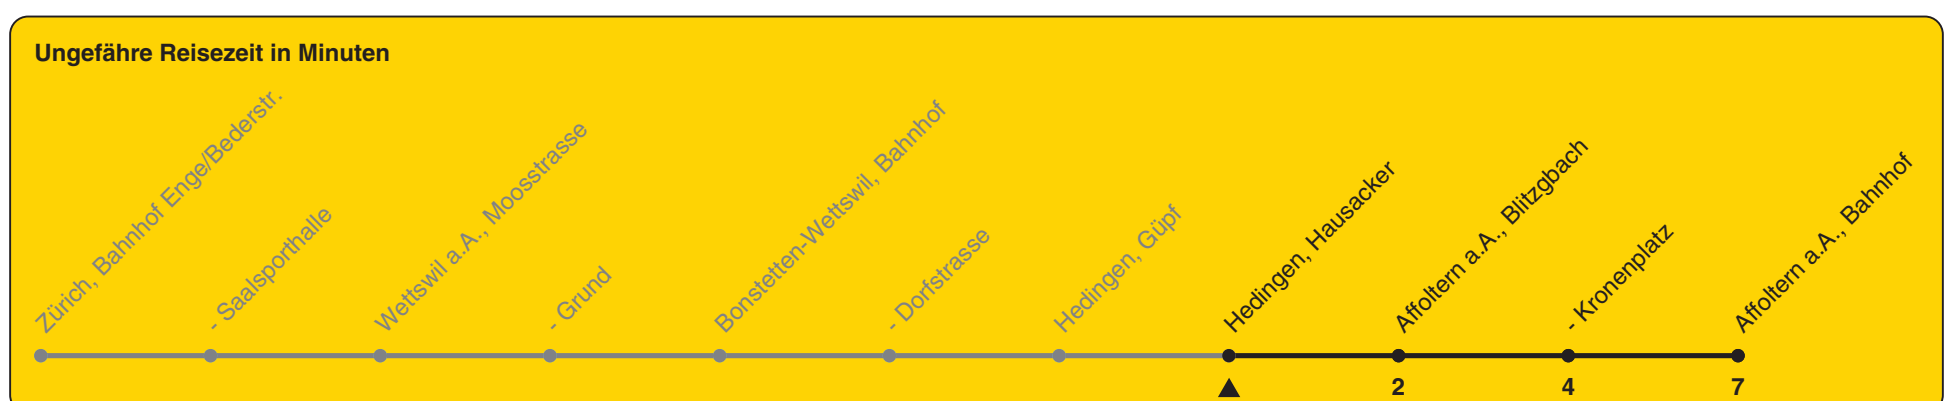 Ungefähre Reisezeit in Minuten
Zürich, Bahnhof Enge/Bederstr.
- Saalsporthalle
Wettswil a.A., Moosstrasse
- Grund
Bonstetten-Wettswil, Bahnhof
- Dorfstrasse
Hedingen, Güpf
Hedingen, Hausacker
Affoltern a.A., Blitzgbach
- Kronenplatz
Affoltern a.A., Bahnhof
2 4 7